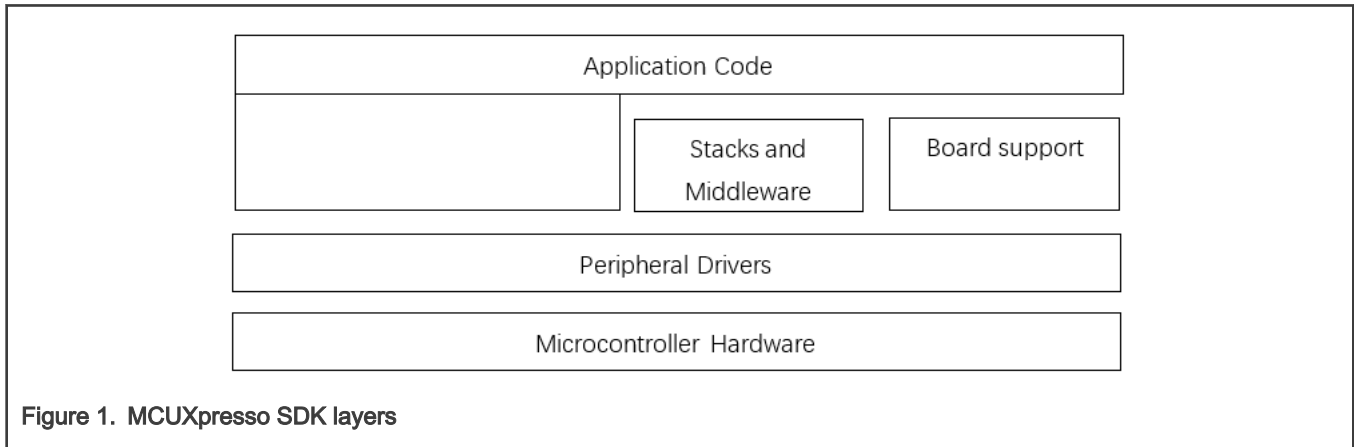 Application Code
Stacks and
Middleware
Board support
Peripheral Drivers
Microcontroller Hardware
Figure 1. MCUXpresso SDK layers